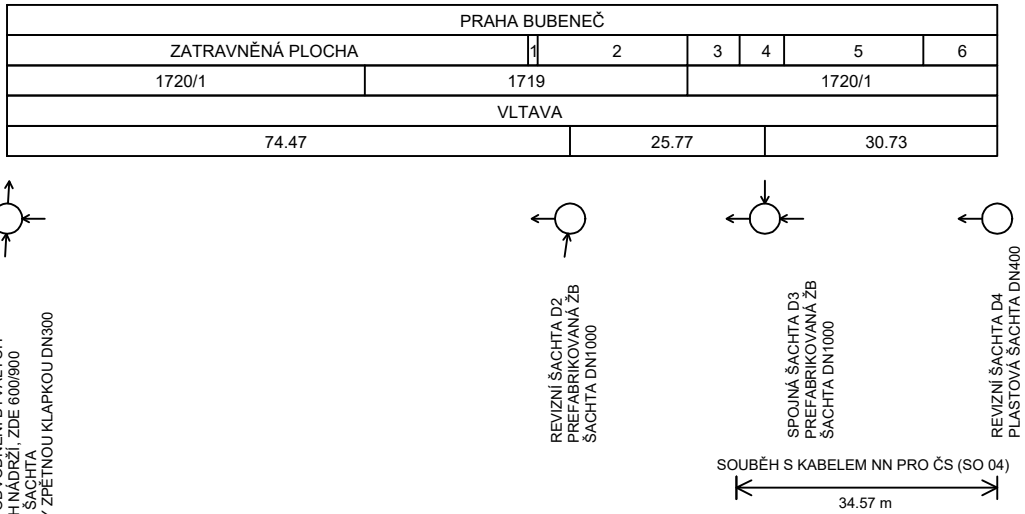 PRAHA BUBENEČ
ZATRAVNĚNÁ PLOCHA 1 2 3 4 5 6
1720/1 1719 1720/1
VLTAVA
74.47 25.77 30.73
H NÁDRŽÍ, ZDE 600/900
ŠACHTA
ZPĚTNOU KLAPKOU DN300
REVIZNÍ ŠACHTA D2
PREFABRIKOVANÁ ŽB
ŠACHTA DN1000
SPOJNÁ ŠACHTA D3
PREFABRIKOVANÁ ŽB
ŠACHTA DN1000
REVIZNÍ ŠACHTA D4
PLASTOVÁ ŠACHTA DN400
SOUBĚH S KABELEM NN PRO ČS (SO 04)
34.57 m